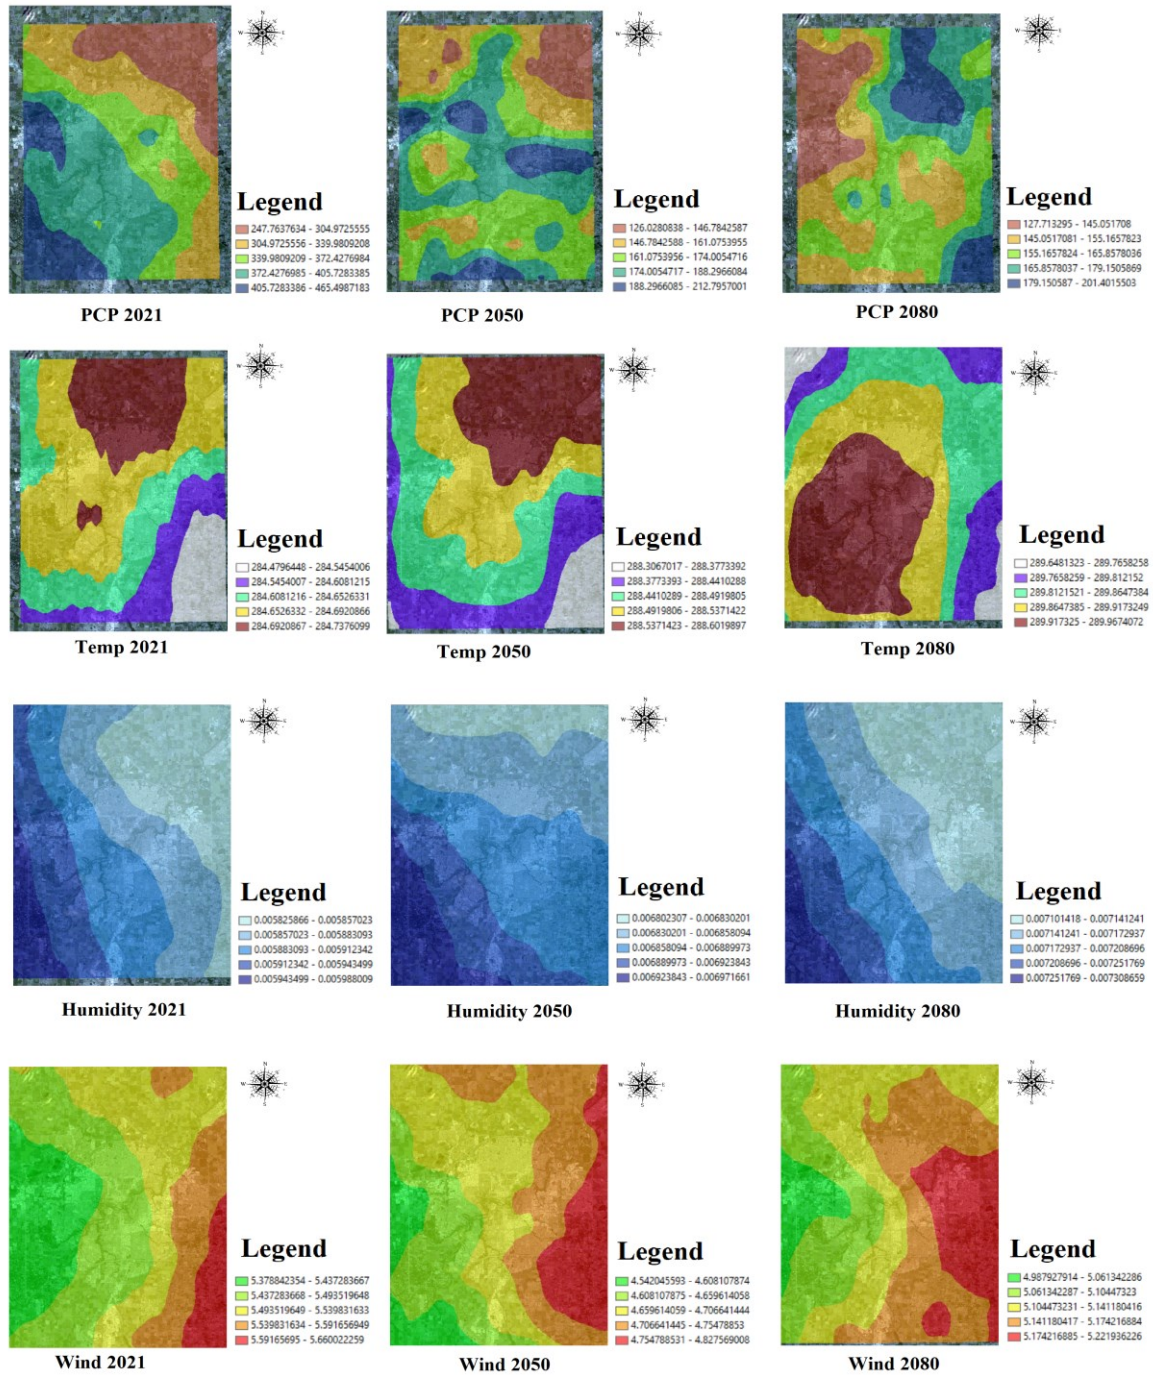 N
W E
S
Legend
247.7637634 - 304.9725555
304.9725556 - 339.9809208
339.9809209 - 372.4276984
372.4276985 - 405.7283385
405.7283386 - 465.4987183
PCP 2021
N
W E
S
Legend
126.0280838 - 146.7842587
146.7842588 - 161.0753955
161.0753956 - 174.0054716
174.0054717 - 188.2966084
188.2966085 - 212.7957001
PCP 2050
N
W E
S
Legend
127.713295 - 145.051708
145.0517081 - 155.1657823
155.1657824 - 165.8578036
165.8578037 - 179.1505869
179.150587 - 201.4015503
PCP 2080
N
W E
S
Legend
284.4796448 - 284.5454006
284.5454007 - 284.6081215
284.6081216 - 284.6526331
284.6526332 - 284.6920866
284.6920867 - 284.7376099
Temp 2021
N
W E
S
Legend
288.3067017 - 288.3773392
288.3773393 - 288.4410288
288.4410289 - 288.4919805
288.4919806 - 288.5371422
288.5371423 - 288.6019897
Temp 2050
N
W E
S
Legend
289.6481323 - 289.7658258
289.7658259 - 289.812152
289.8121521 - 289.8647384
289.8647385 - 289.9173249
289.917325 - 289.9674072
Temp 2080
N
W E
S
Legend
0.005825866 - 0.005857023
0.005857023 - 0.005883093
0.005883093 - 0.005912342
0.005912342 - 0.005943499
0.005943499 - 0.005988009
Humidity 2021
N
W E
S
Legend
0.006802307 - 0.006830201
0.006830201 - 0.006858094
0.006858094 - 0.006889973
0.006889973 - 0.006923843
0.006923843 - 0.006971661
Humidity 2050
N
W E
S
Legend
0.007101418 - 0.007141241
0.007141241 - 0.007172937
0.007172937 - 0.007208696
0.007208696 - 0.007251769
0.007251769 - 0.007308659
Humidity 2080
N
W E
S
Legend
5.378842354 - 5.437283667
5.437283668 - 5.493519648
5.493519649 - 5.539831633
5.539831634 - 5.591656949
5.59165695 - 5.660022259
Wind 2021
N
W E
S
Legend
4.542045593 - 4.608107874
4.608107875 - 4.659614058
4.659614059 - 4.706641444
4.706641445 - 4.75478853
4.754788531 - 4.827569008
Wind 2050
N
W E
S
Legend
4.987927914 - 5.061342286
5.061342287 - 5.10447323
5.104473231 - 5.141180416
5.141180417 - 5.174216884
5.174216885 - 5.221936226
Wind 2080